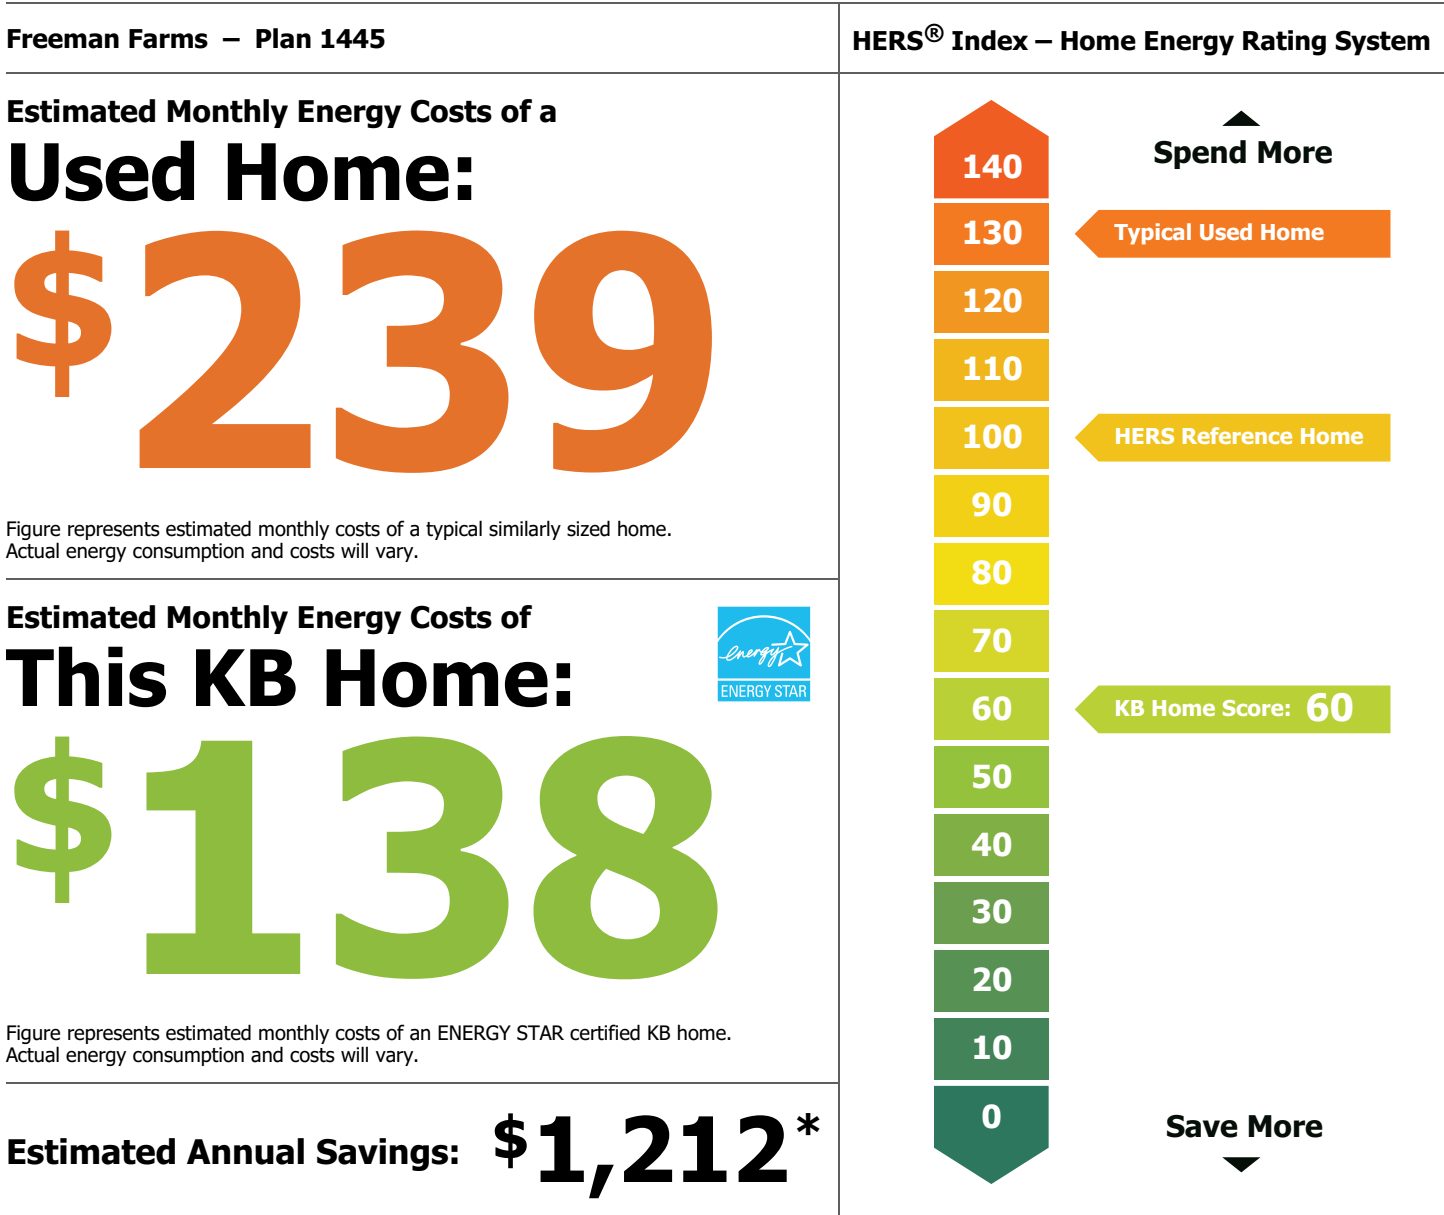 Freeman Farms – Plan 1445
Estimated Monthly Energy Costs of a
Used Home:
$239
Figure represents estimated monthly costs of a typical similarly sized home.
Actual energy consumption and costs will vary.
Estimated Monthly Energy Costs of
This KB Home:
energy
ENERGY STAR
$138
Figure represents estimated monthly costs of an ENERGY STAR certified KB home.
Actual energy consumption and costs will vary.
Estimated Annual Savings: $1,212*
HERS® Index – Home Energy Rating System
Spend More
140
130 Typical Used Home
120
110
100 HERS Reference Home
90
80
70
60 KB Home Score: 60
50
40
30
20
10
0
Save More